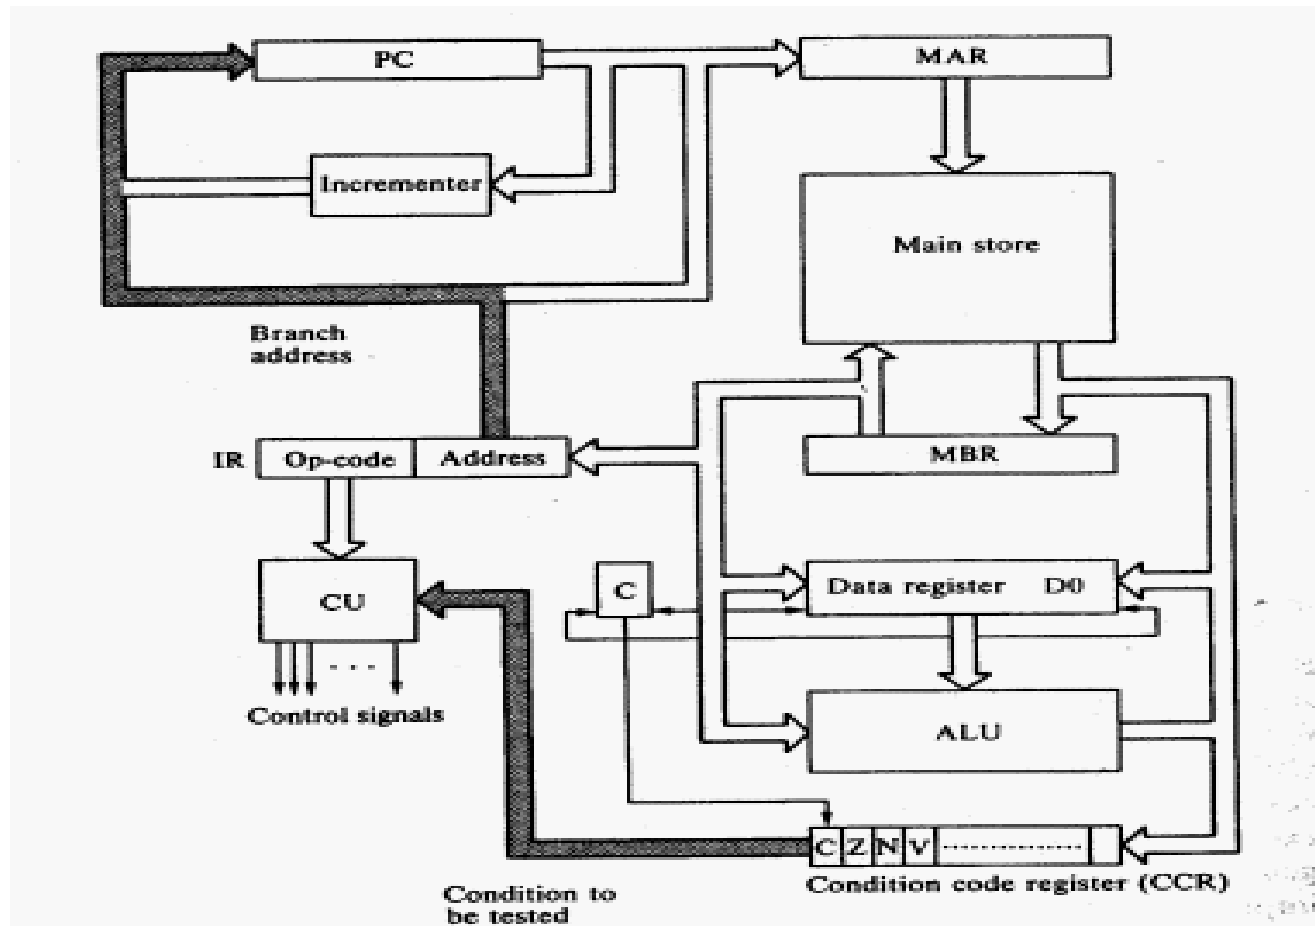 PC
MAR
Incrementer
Main store
Branch
address
IR
Op-code
Address
MBR
CU
C
Data register D0
Control signals
ALU
C Z N V
Condition code register (CCR)
Condition to
be tested